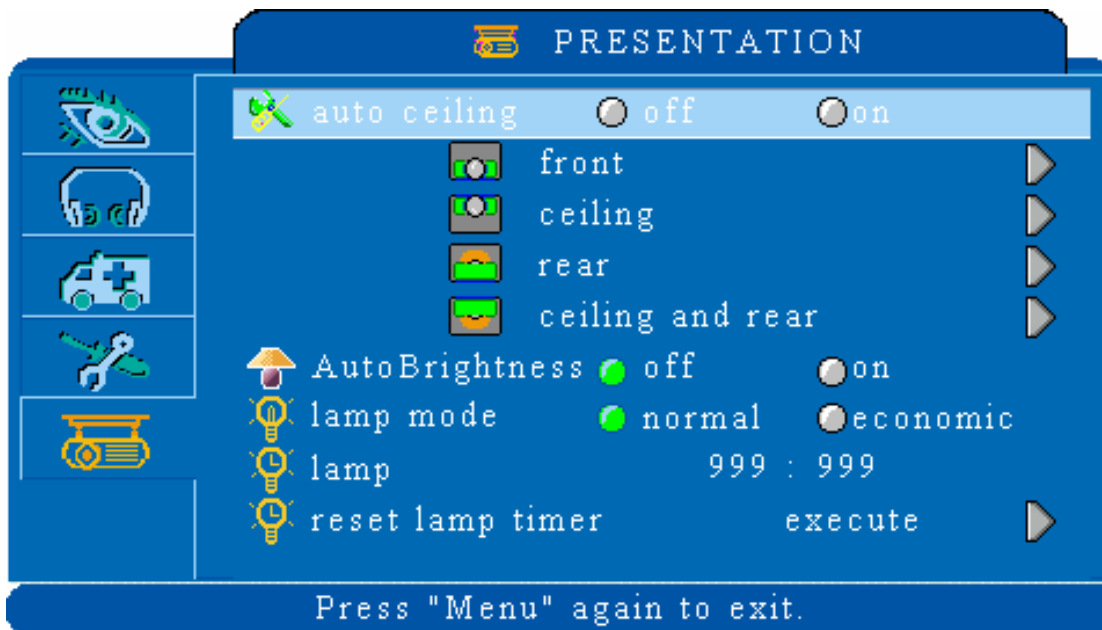 PRESENTATION
auto ceiling off on
front
ceiling
rear
ceiling and rear
AutoBrightness off on
lamp mode normal economic
lamp 999 : 999
reset lamp timer execute
Press "Menu" again to exit.